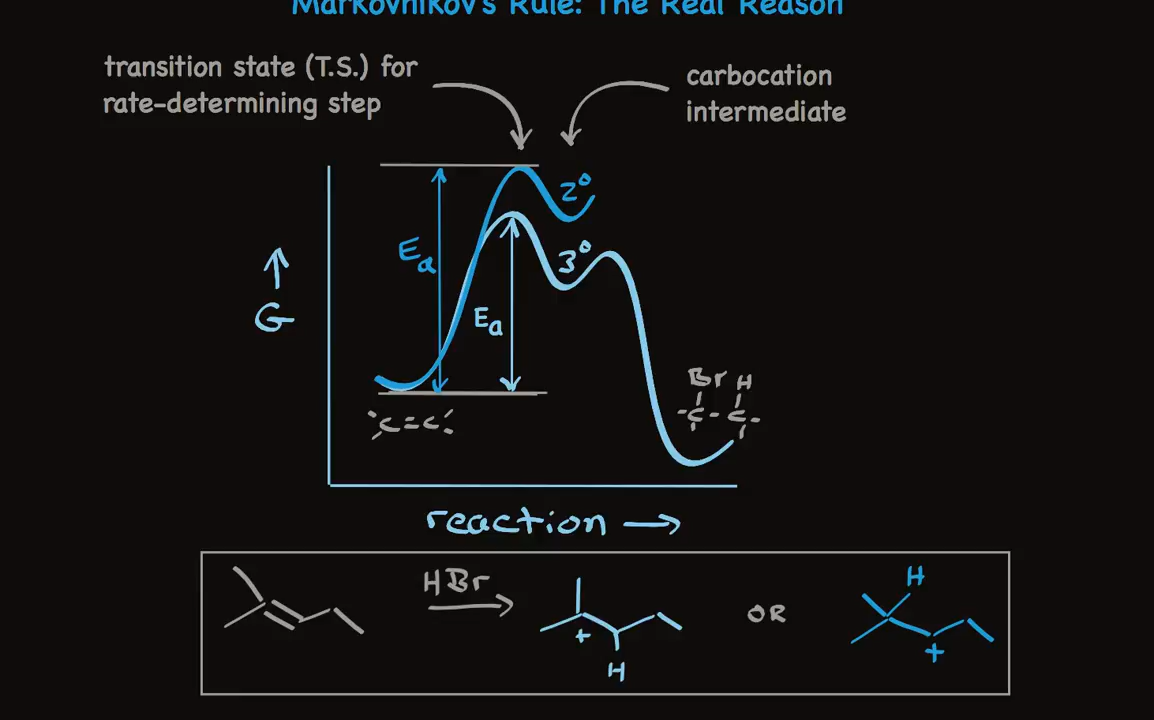 Markovnikov's Rule: The Real Reason
transition state (T.S.) for
rate-determining step
carbocation
intermediate
2°
3°
Ea
Ea
↑
G
C=C
Br H
-C-C-
reaction →
HBr
+
H
OR
H
+